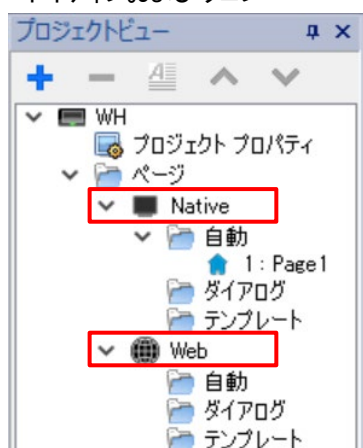 プロジェクトビュー
WH
プロジェクト プロパティ
ページ
Native
自動
1 : Page1
ダイアログ
テンプレート
Web
自動
ダイアログ
テンプレート